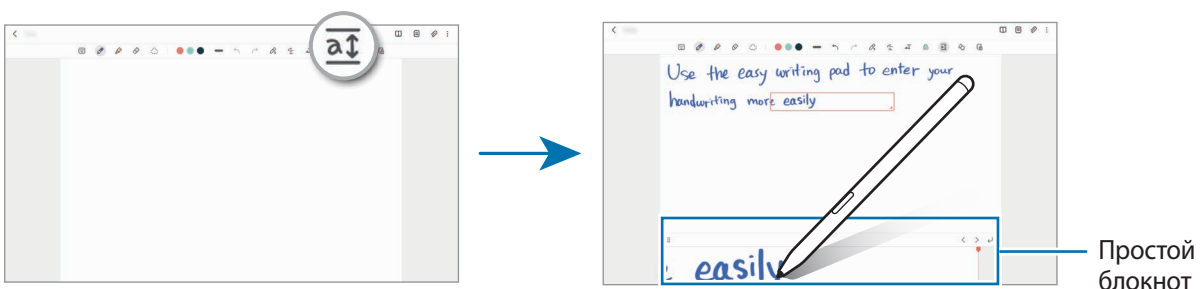 a
Use the easy writing pad to enter your
handwriting more easily
easily
Простой
блокнот